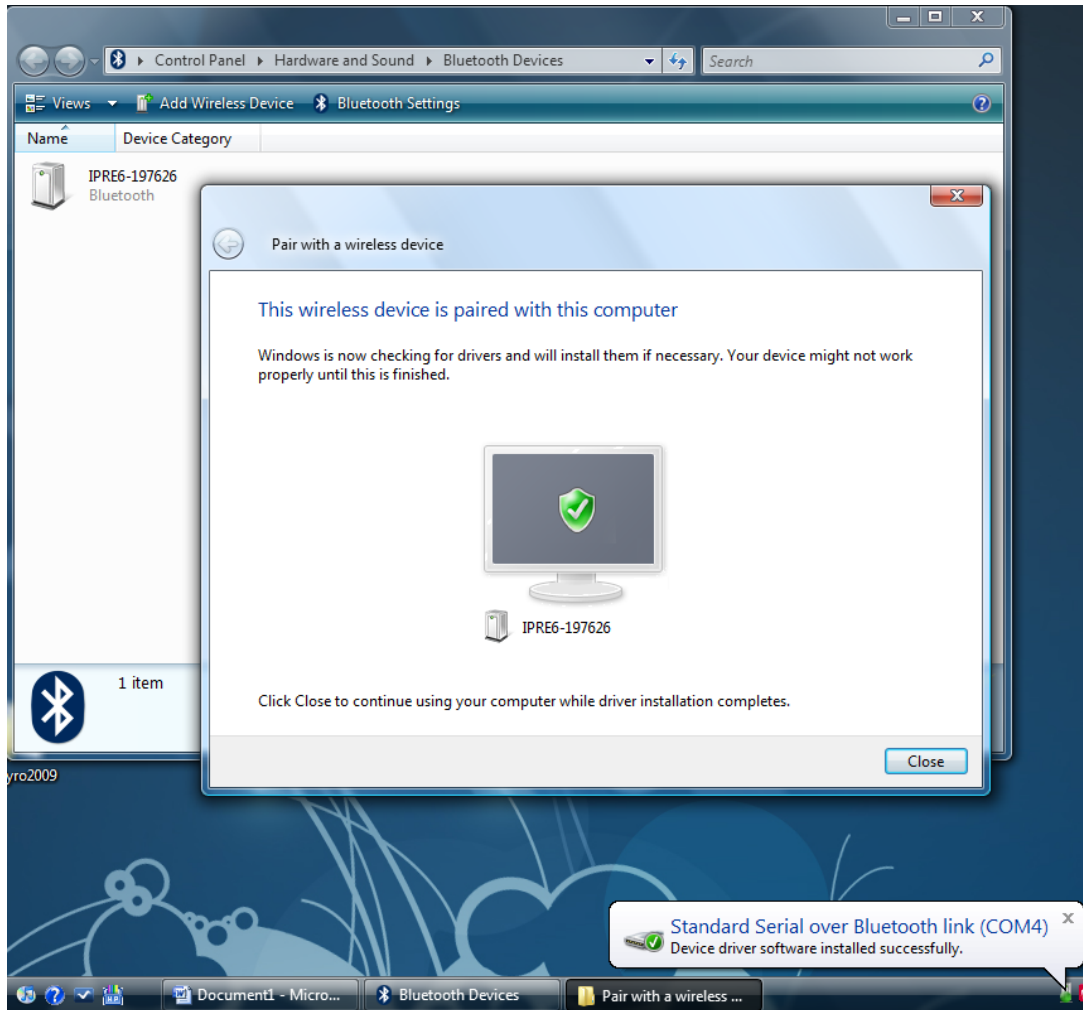 Control Panel Hardware and Sound Bluetooth Devices Search
Views Add Wireless Device Bluetooth Settings
Name Device Category
IPRE6-197626
Bluetooth
Pair with a wireless device
This wireless device is paired with this computer
Windows is now checking for drivers and will install them if necessary. Your device might not work
properly until this is finished.
IPRE6-197626
1 item
Click Close to continue using your computer while driver installation completes.
Close
yro2009
Standard Serial over Bluetooth link (COM4)
Device driver software installed successfully.
Document1 - Micro... Bluetooth Devices Pair with a wireless ...